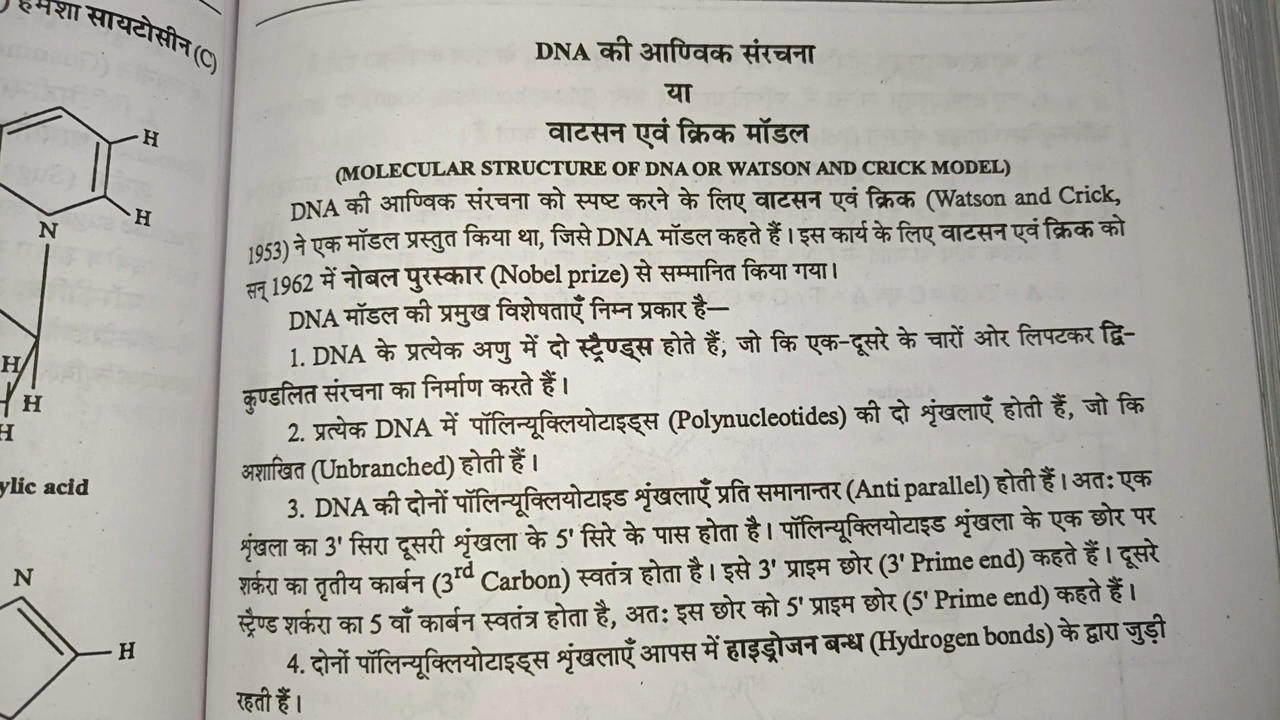 हमेशा सायटोसीन (C)
H
H
N
H
H
H
ylic acid
N
H
DNA की आण्विक संरचना
या
वाटसन एवं क्रिक मॉडल
(MOLECULAR STRUCTURE OF DNA OR WATSON AND CRICK MODEL)
DNA की आण्विक संरचना को स्पष्ट करने के लिए वाटसन एवं क्रिक (Watson and Crick,
1953) ने एक मॉडल प्रस्तुत किया था, जिसे DNA मॉडल कहते हैं। इस कार्य के लिए वाटसन एवं क्रिक को
सन् 1962 में नोबल पुरस्कार (Nobel prize) से सम्मानित किया गया।
DNA मॉडल की प्रमुख विशेषताएँ निम्न प्रकार है—
1. DNA के प्रत्येक अणु में दो स्ट्रैण्ड्स होते हैं, जो कि एक-दूसरे के चारों ओर लिपटकर द्वि-
कुण्डलित संरचना का निर्माण करते हैं।
2. प्रत्येक DNA में पॉलिन्यूक्लियोटाइड्स (Polynucleotides) की दो शृंखलाएँ होती हैं, जो कि
अशाखित (Unbranched) होती हैं।
3. DNA की दोनों पॉलिन्यूक्लियोटाइड शृंखलाएँ प्रति समानान्तर (Anti parallel) होती हैं। अतः एक
शृंखला का 3' सिरा दूसरी शृंखला के 5' सिरे के पास होता है। पॉलिन्यूक्लियोटाइड शृंखला के एक छोर पर
शर्करा का तृतीय कार्बन (3rd Carbon) स्वतंत्र होता है। इसे 3' प्राइम छोर (3' Prime end) कहते हैं। दूसरे
स्ट्रैण्ड शर्करा का 5 वाँ कार्बन स्वतंत्र होता है, अतः इस छोर को 5' प्राइम छोर (5' Prime end) कहते हैं।
4. दोनों पॉलिन्यूक्लियोटाइड्स शृंखलाएँ आपस में हाइड्रोजन बन्ध (Hydrogen bonds) के द्वारा जुड़ी
रहती हैं।